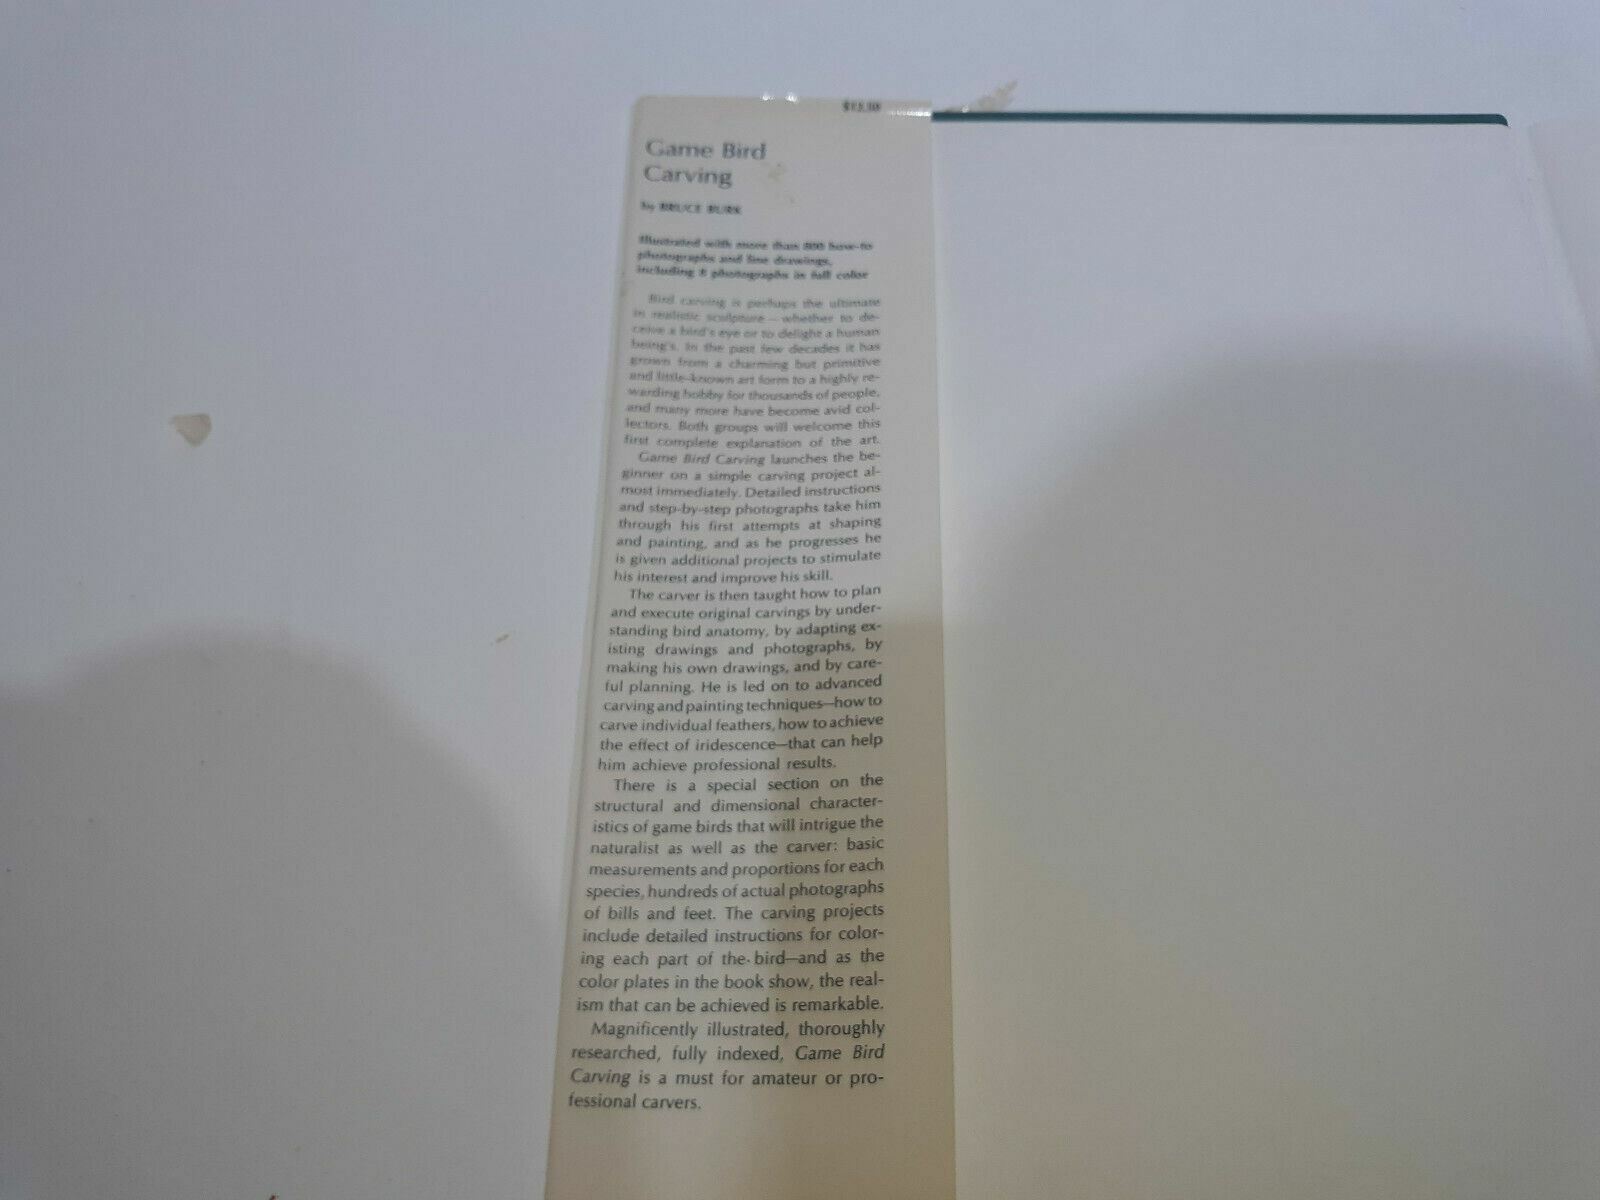 Game Bird
Carving
by BRUCE BURK
Illustrated with more than 800 how-to
photographs and line drawings,
including 8 photographs in full color
Bird carving is perhaps the ultimate
in realistic sculpture—whether to de-
ceive a bird's eye or to delight a human
being's. In the past few decades it has
grown from a charming but primitive
and little-known art form to a highly re-
warding hobby for thousands of people,
and many more have become avid col-
lectors. Both groups will welcome this
first complete explanation of the art.
Game Bird Carving launches the be-
ginner on a simple carving project al-
most immediately. Detailed instructions
and step-by-step photographs take him
through his first attempts at shaping
and painting, and as he progresses he
is given additional projects to stimulate
his interest and improve his skill.
The carver is then taught how to plan
and execute original carvings by under-
standing bird anatomy, by adapting ex-
isting drawings and photographs, by
making his own drawings, and by care-
ful planning. He is led on to advanced
carving and painting techniques—how to
carve individual feathers, how to achieve
the effect of iridescence—that can help
him achieve professional results.
There is a special section on the
structural and dimensional character-
istics of game birds that will intrigue the
naturalist as well as the carver: basic
measurements and proportions for each
species, hundreds of actual photographs
of bills and feet. The carving projects
include detailed instructions for color-
ing each part of the bird—and as the
color plates in the book show, the real-
ism that can be achieved is remarkable.
Magnificently illustrated, thoroughly
researched, fully indexed, Game Bird
Carving is a must for amateur or pro-
fessional carvers.